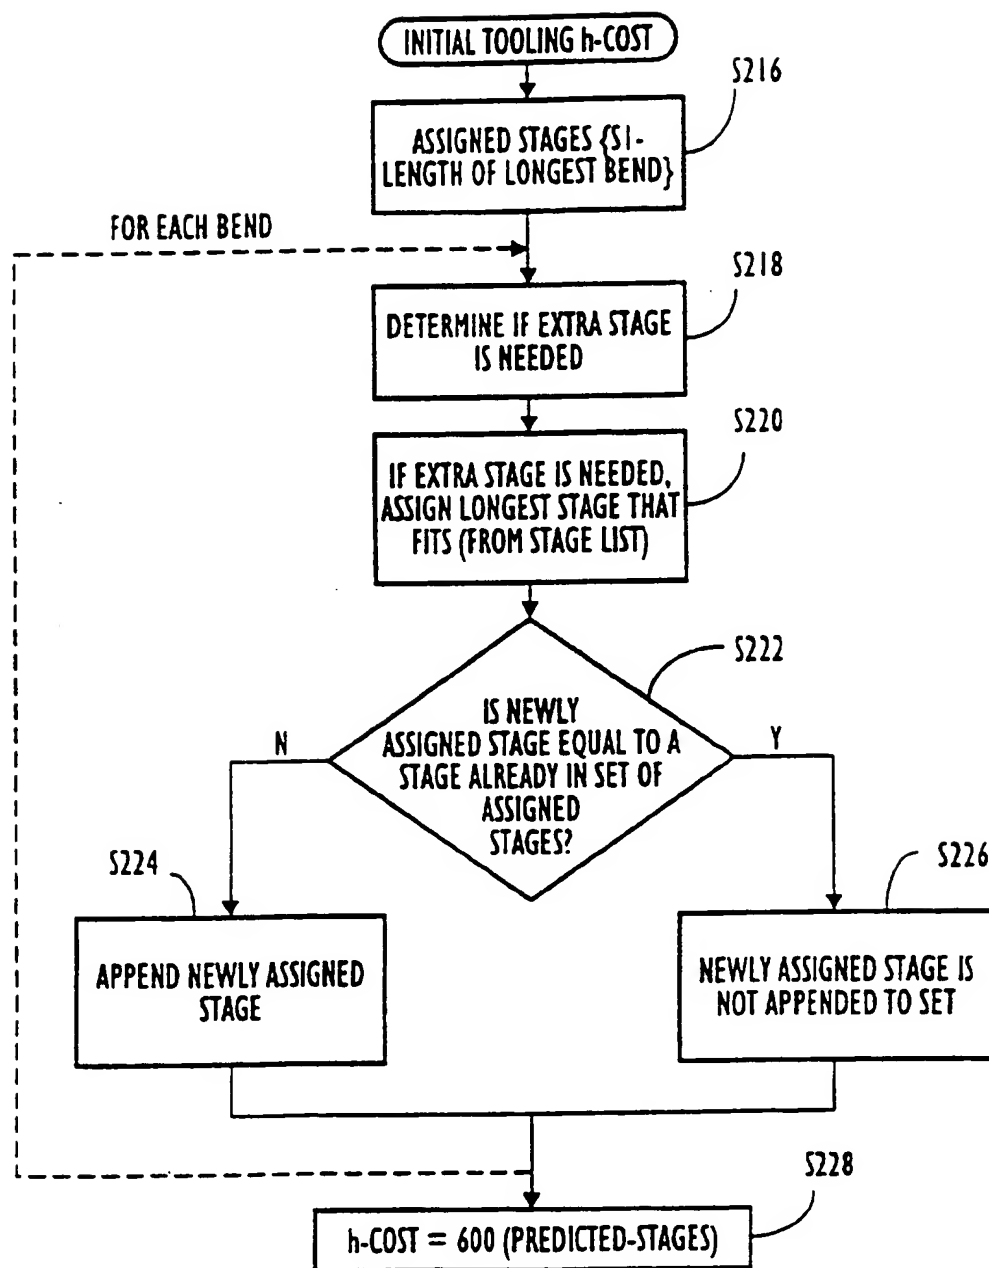 INITIAL TOOLING h-COST
S216
ASSIGNED STAGES {S1-
LENGTH OF LONGEST BEND}
FOR EACH BEND
S218
DETERMINE IF EXTRA STAGE
IS NEEDED
S220
IF EXTRA STAGE IS NEEDED,
ASSIGN LONGEST STAGE THAT
FITS (FROM STAGE LIST)
S222
IS NEWLY
ASSIGNED STAGE EQUAL TO A
STAGE ALREADY IN SET OF
ASSIGNED
STAGES?
N
Y
S224
S226
APPEND NEWLY ASSIGNED
STAGE
NEWLY ASSIGNED STAGE IS
NOT APPENDED TO SET
S228
h-COST = 600 (PREDICTED-STAGES)